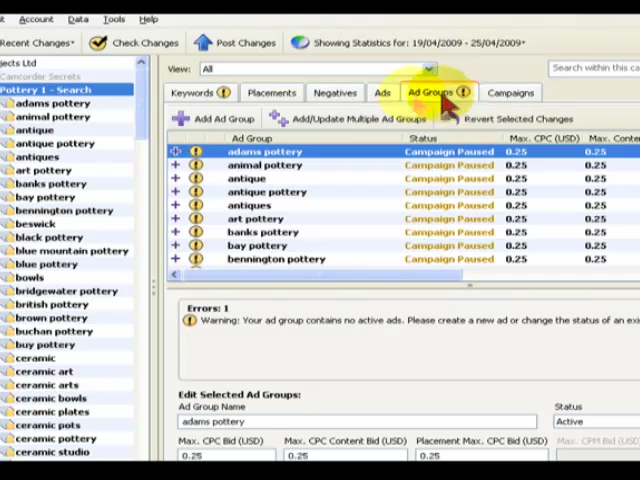 t Account Data Tools Help
Recent Changes Check Changes Post Changes Showing Statistics for: 19/04/2009 - 25/04/2009
jects Ltd
Camcorder Secrets
Pottery 1 - Search
adams pottery
animal pottery
antique
antique pottery
antiques
art pottery
banks pottery
bay pottery
bennington pottery
beswick
black pottery
blue mountain pottery
blue pottery
bowls
bridgewater pottery
british pottery
brown pottery
buchan pottery
buy pottery
ceramic
ceramic art
ceramic arts
ceramic bowls
ceramic plates
ceramic pots
ceramic pottery
ceramic studio
View: All Search within this ca
Keywords Placements Negatives Ads Ad Groups Campaigns
Add Ad Group Add/Update Multiple Ad Groups Revert Selected Changes
Ad Group Status Max. CPC (USD) Max. Conten
adams pottery Campaign Paused 0.25 0.25
animal pottery Campaign Paused 0.25 0.25
antique Campaign Paused 0.25 0.25
antique pottery Campaign Paused 0.25 0.25
antiques Campaign Paused 0.25 0.25
art pottery Campaign Paused 0.25 0.25
banks pottery Campaign Paused 0.25 0.25
bay pottery Campaign Paused 0.25 0.25
bennington pottery Campaign Paused 0.25 0.25
Errors: 1
Warning: Your ad group contains no active ads. Please create a new ad or change the status of an exis
Edit Selected Ad Groups:
Ad Group Name Status
adams pottery Active
Max. CPC Bid (USD) Max. CPC Content Bid (USD) Placement Max. CPC Bid (USD) Max. CPM Bid (USD)
0.25 0.25 0.25